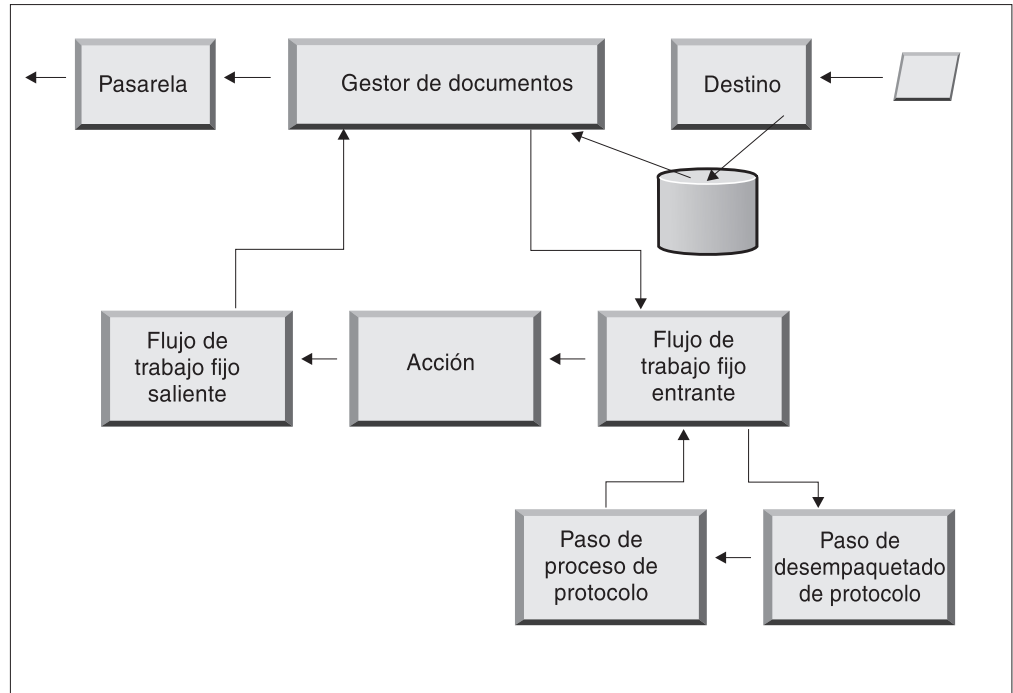 Pasarela
Gestor de documentos
Destino
Flujo de
trabajo fijo
saliente
Acción
Flujo de
trabajo fijo
entrante
Paso de
proceso de
protocolo
Paso de
desempaquetado
de protocolo